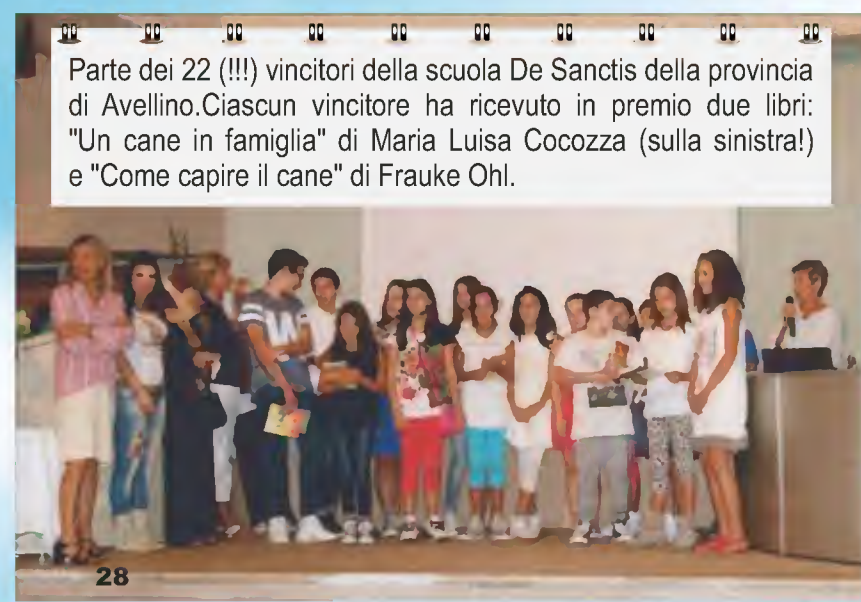 Parte dei 22 (!!!) vincitori della scuola De Sanctis della provincia
di Avellino.Ciascun vincitore ha ricevuto in premio due libri:
"Un cane in famiglia" di Maria Luisa Cocozza (sulla sinistra!)
e "Come capire il cane" di Frauke Ohl.
W
28